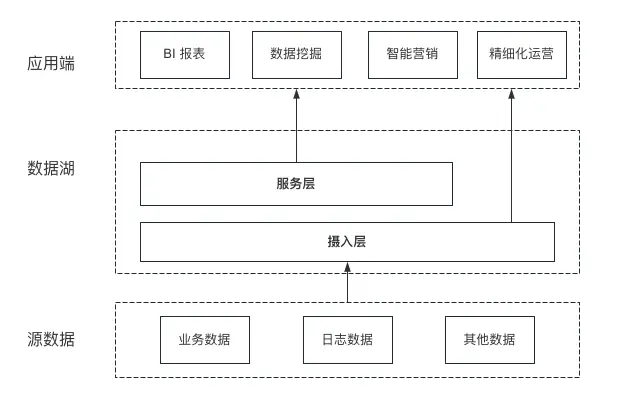 应用端
BI 报表
数据挖掘
智能营销
精细化运营
数据湖
服务层
摄入层
源数据
业务数据
日志数据
其他数据